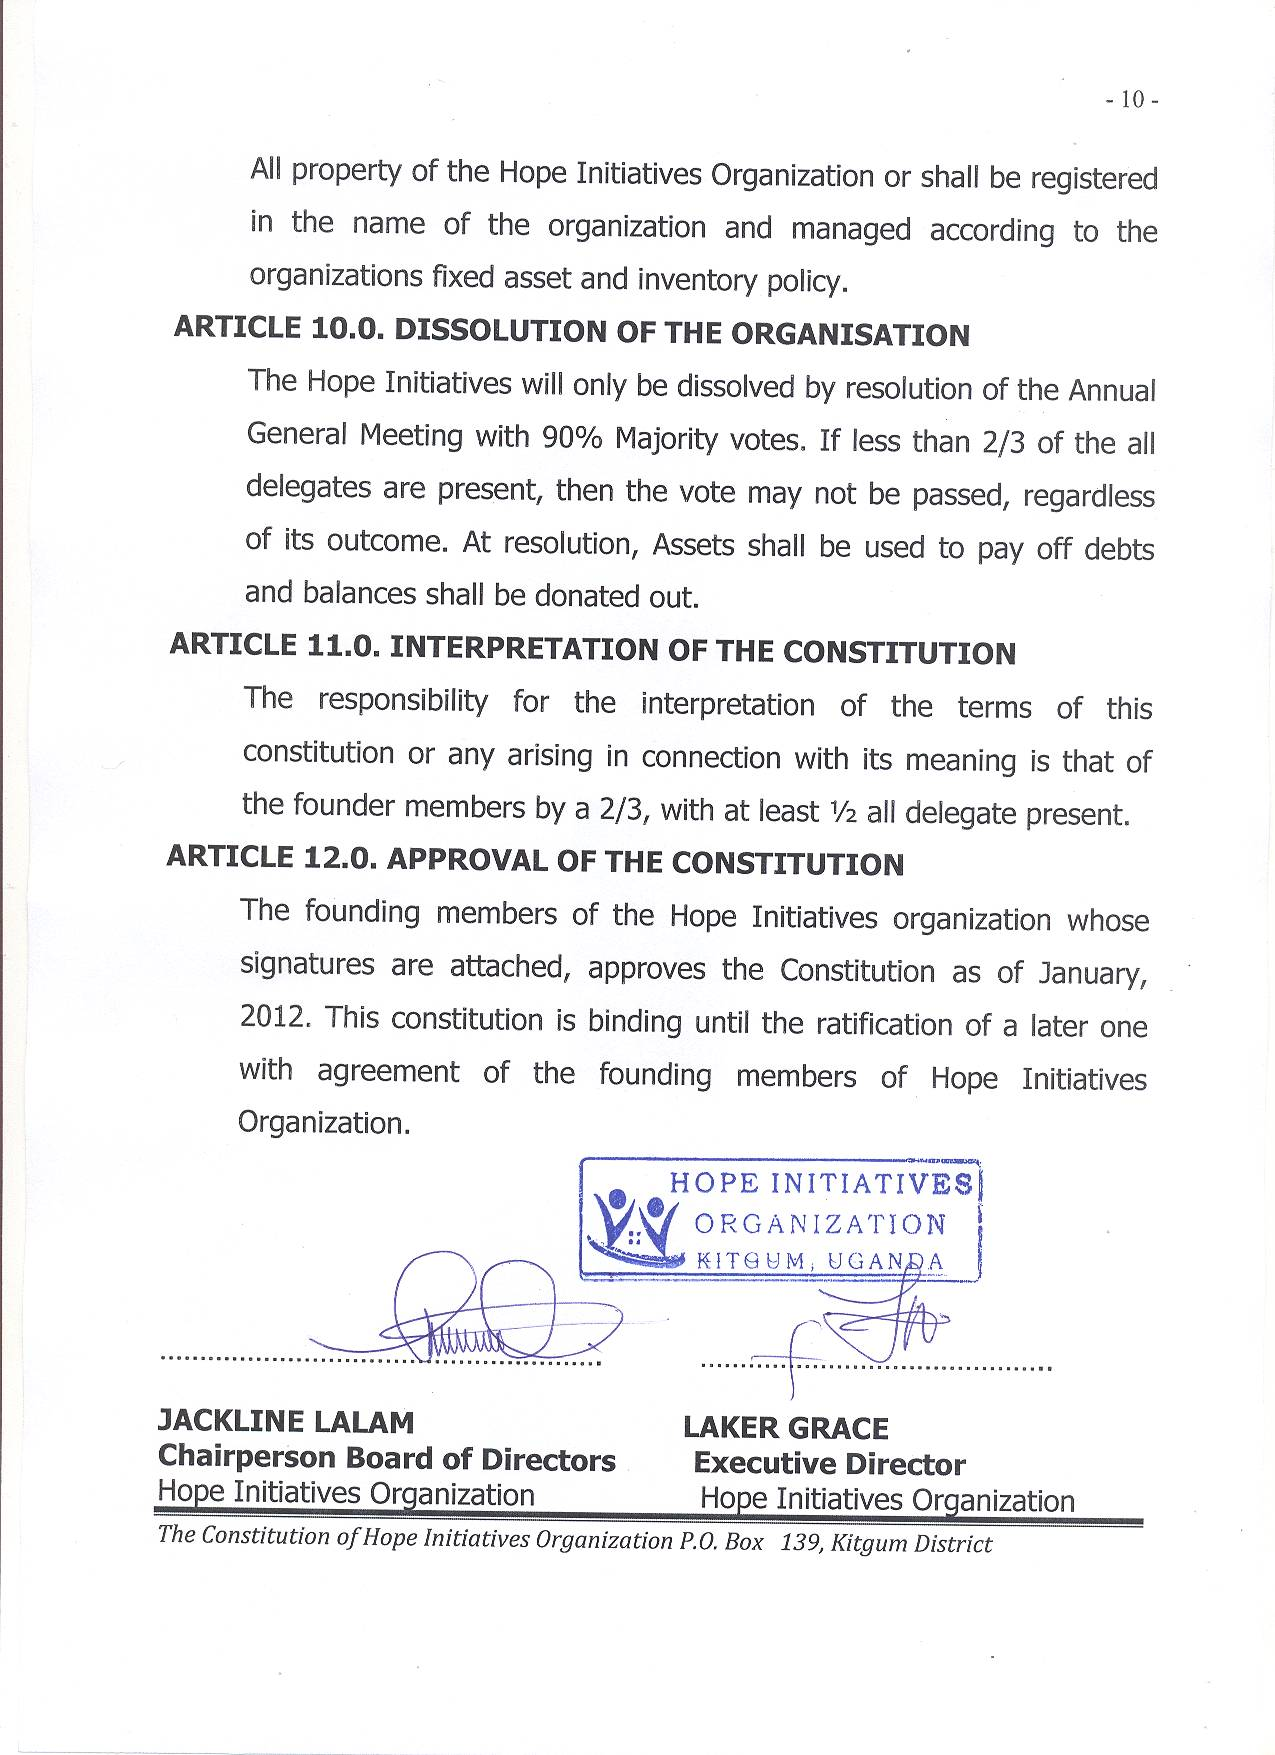 - 10 -
All property of the Hope Initiatives Organization or shall be registered
in the name of the organization and managed according to the
organizations fixed asset and inventory policy.
ARTICLE 10.0. DISSOLUTION OF THE ORGANISATION
The Hope Initiatives will only be dissolved by resolution of the Annual
General Meeting with 90% Majority votes. If less than 2/3 of the all
delegates are present, then the vote may not be passed, regardless
of its outcome. At resolution, Assets shall be used to pay off debts
and balances shall be donated out.
ARTICLE 11.0. INTERPRETATION OF THE CONSTITUTION
The responsibility for the interpretation of the terms of this
constitution or any arising in connection with its meaning is that of
the founder members by a 2/3, with at least ½ all delegate present.
ARTICLE 12.0. APPROVAL OF THE CONSTITUTION
The founding members of the Hope Initiatives organization whose
signatures are attached, approves the Constitution as of January,
2012. This constitution is binding until the ratification of a later one
with agreement of the founding members of Hope Initiatives
Organization.
HOPE INITIATIVES
ORGANIZATION
KITGUM, UGANDA
JACKLINE LALAM
Chairperson Board of Directors
Hope Initiatives Organization
LAKER GRACE
Executive Director
Hope Initiatives Organization
The Constitution of Hope Initiatives Organization P.O. Box 139, Kitgum District